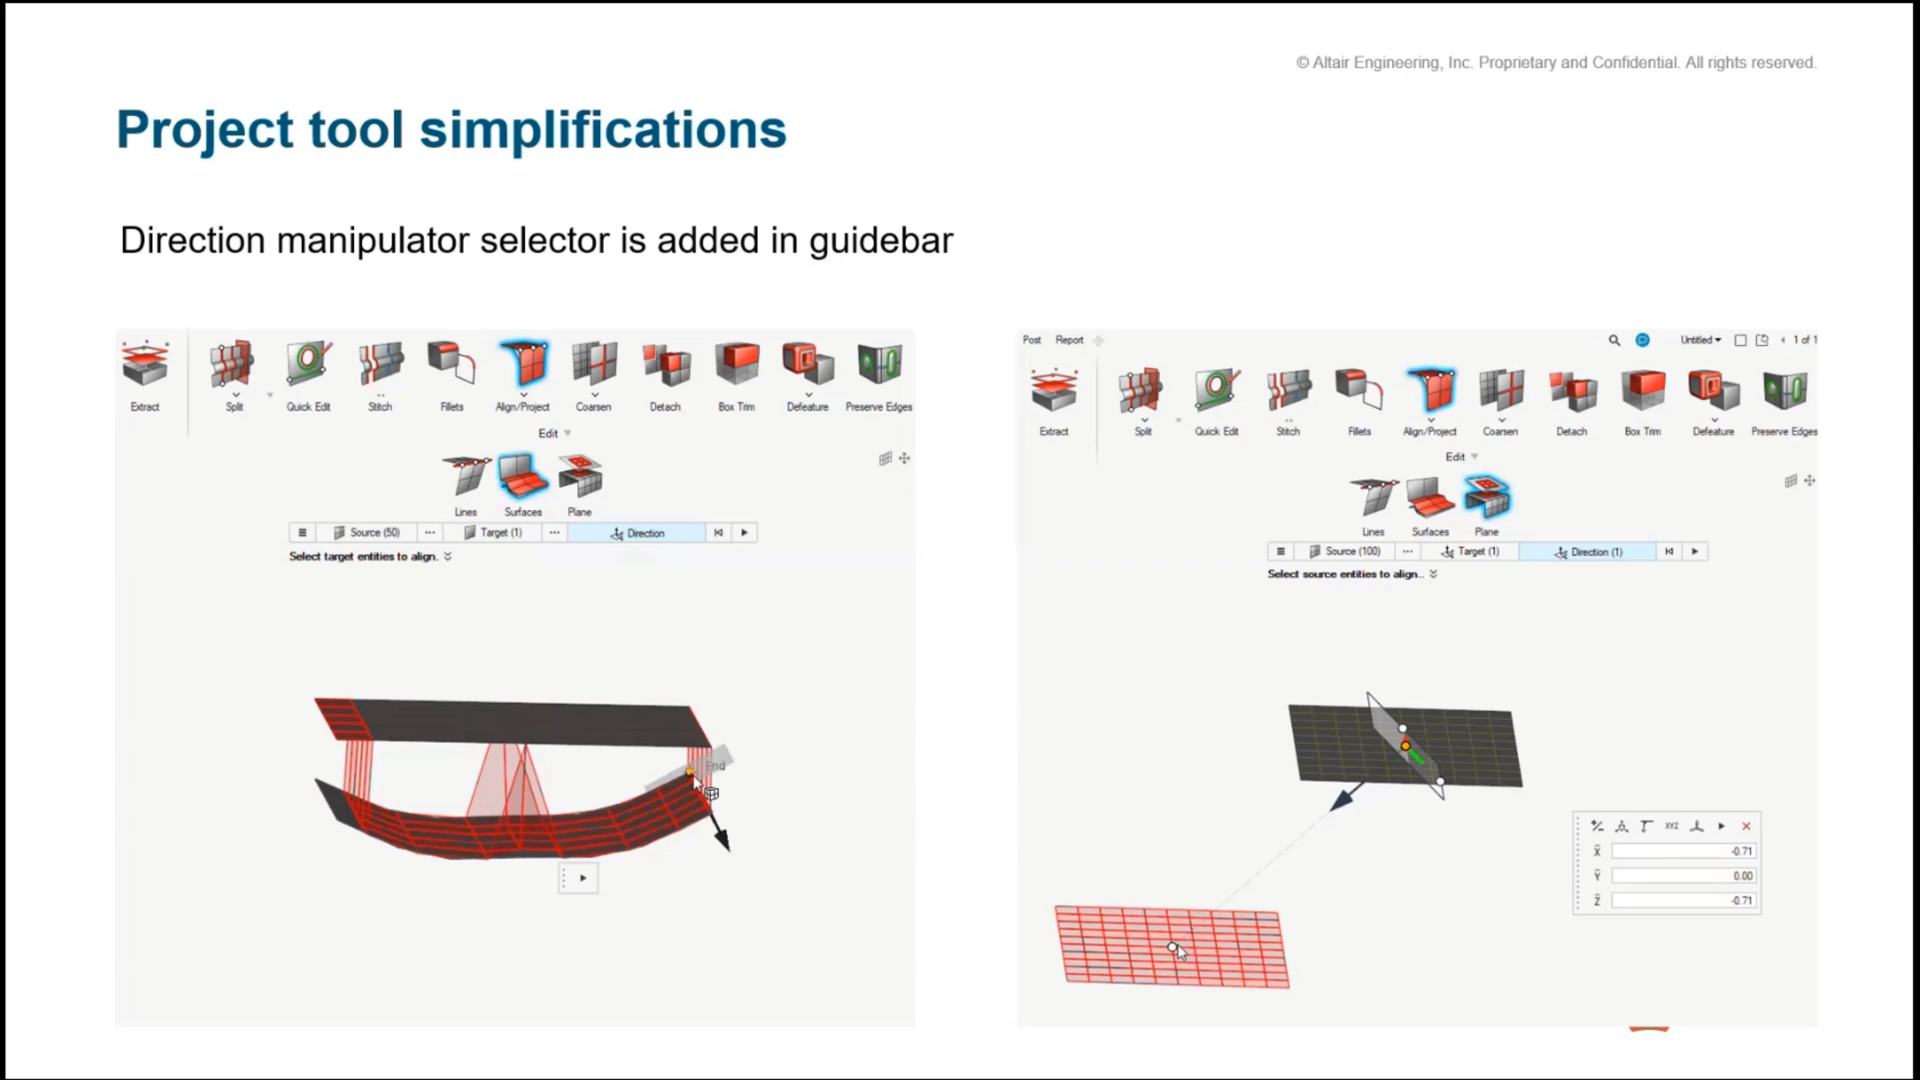 © Altair Engineering, Inc. Proprietary and Confidential. All rights reserved.
Project tool simplifications
Direction manipulator selector is added in guidebar
Extract
Split
Quick Edit
Stitch
Fillets
Align/Project
Coarsen
Detach
Box Trim
Defeature
Preserve Edges
Edit
Lines
Surfaces
Plane
Source (50)
Target (1)
Direction
Select target entities to align.
End
Post Report
Untitled
1 of 1
Extract
Split
Quick Edit
Stitch
Fillets
Align/Project
Coarsen
Detach
Box Trim
Defeature
Preserve Edges
Edit
Lines
Surfaces
Plane
Source (100)
Target (1)
Direction (1)
Select source entities to align..
XYZ
X -0.71
Y 0.00
Z -0.71